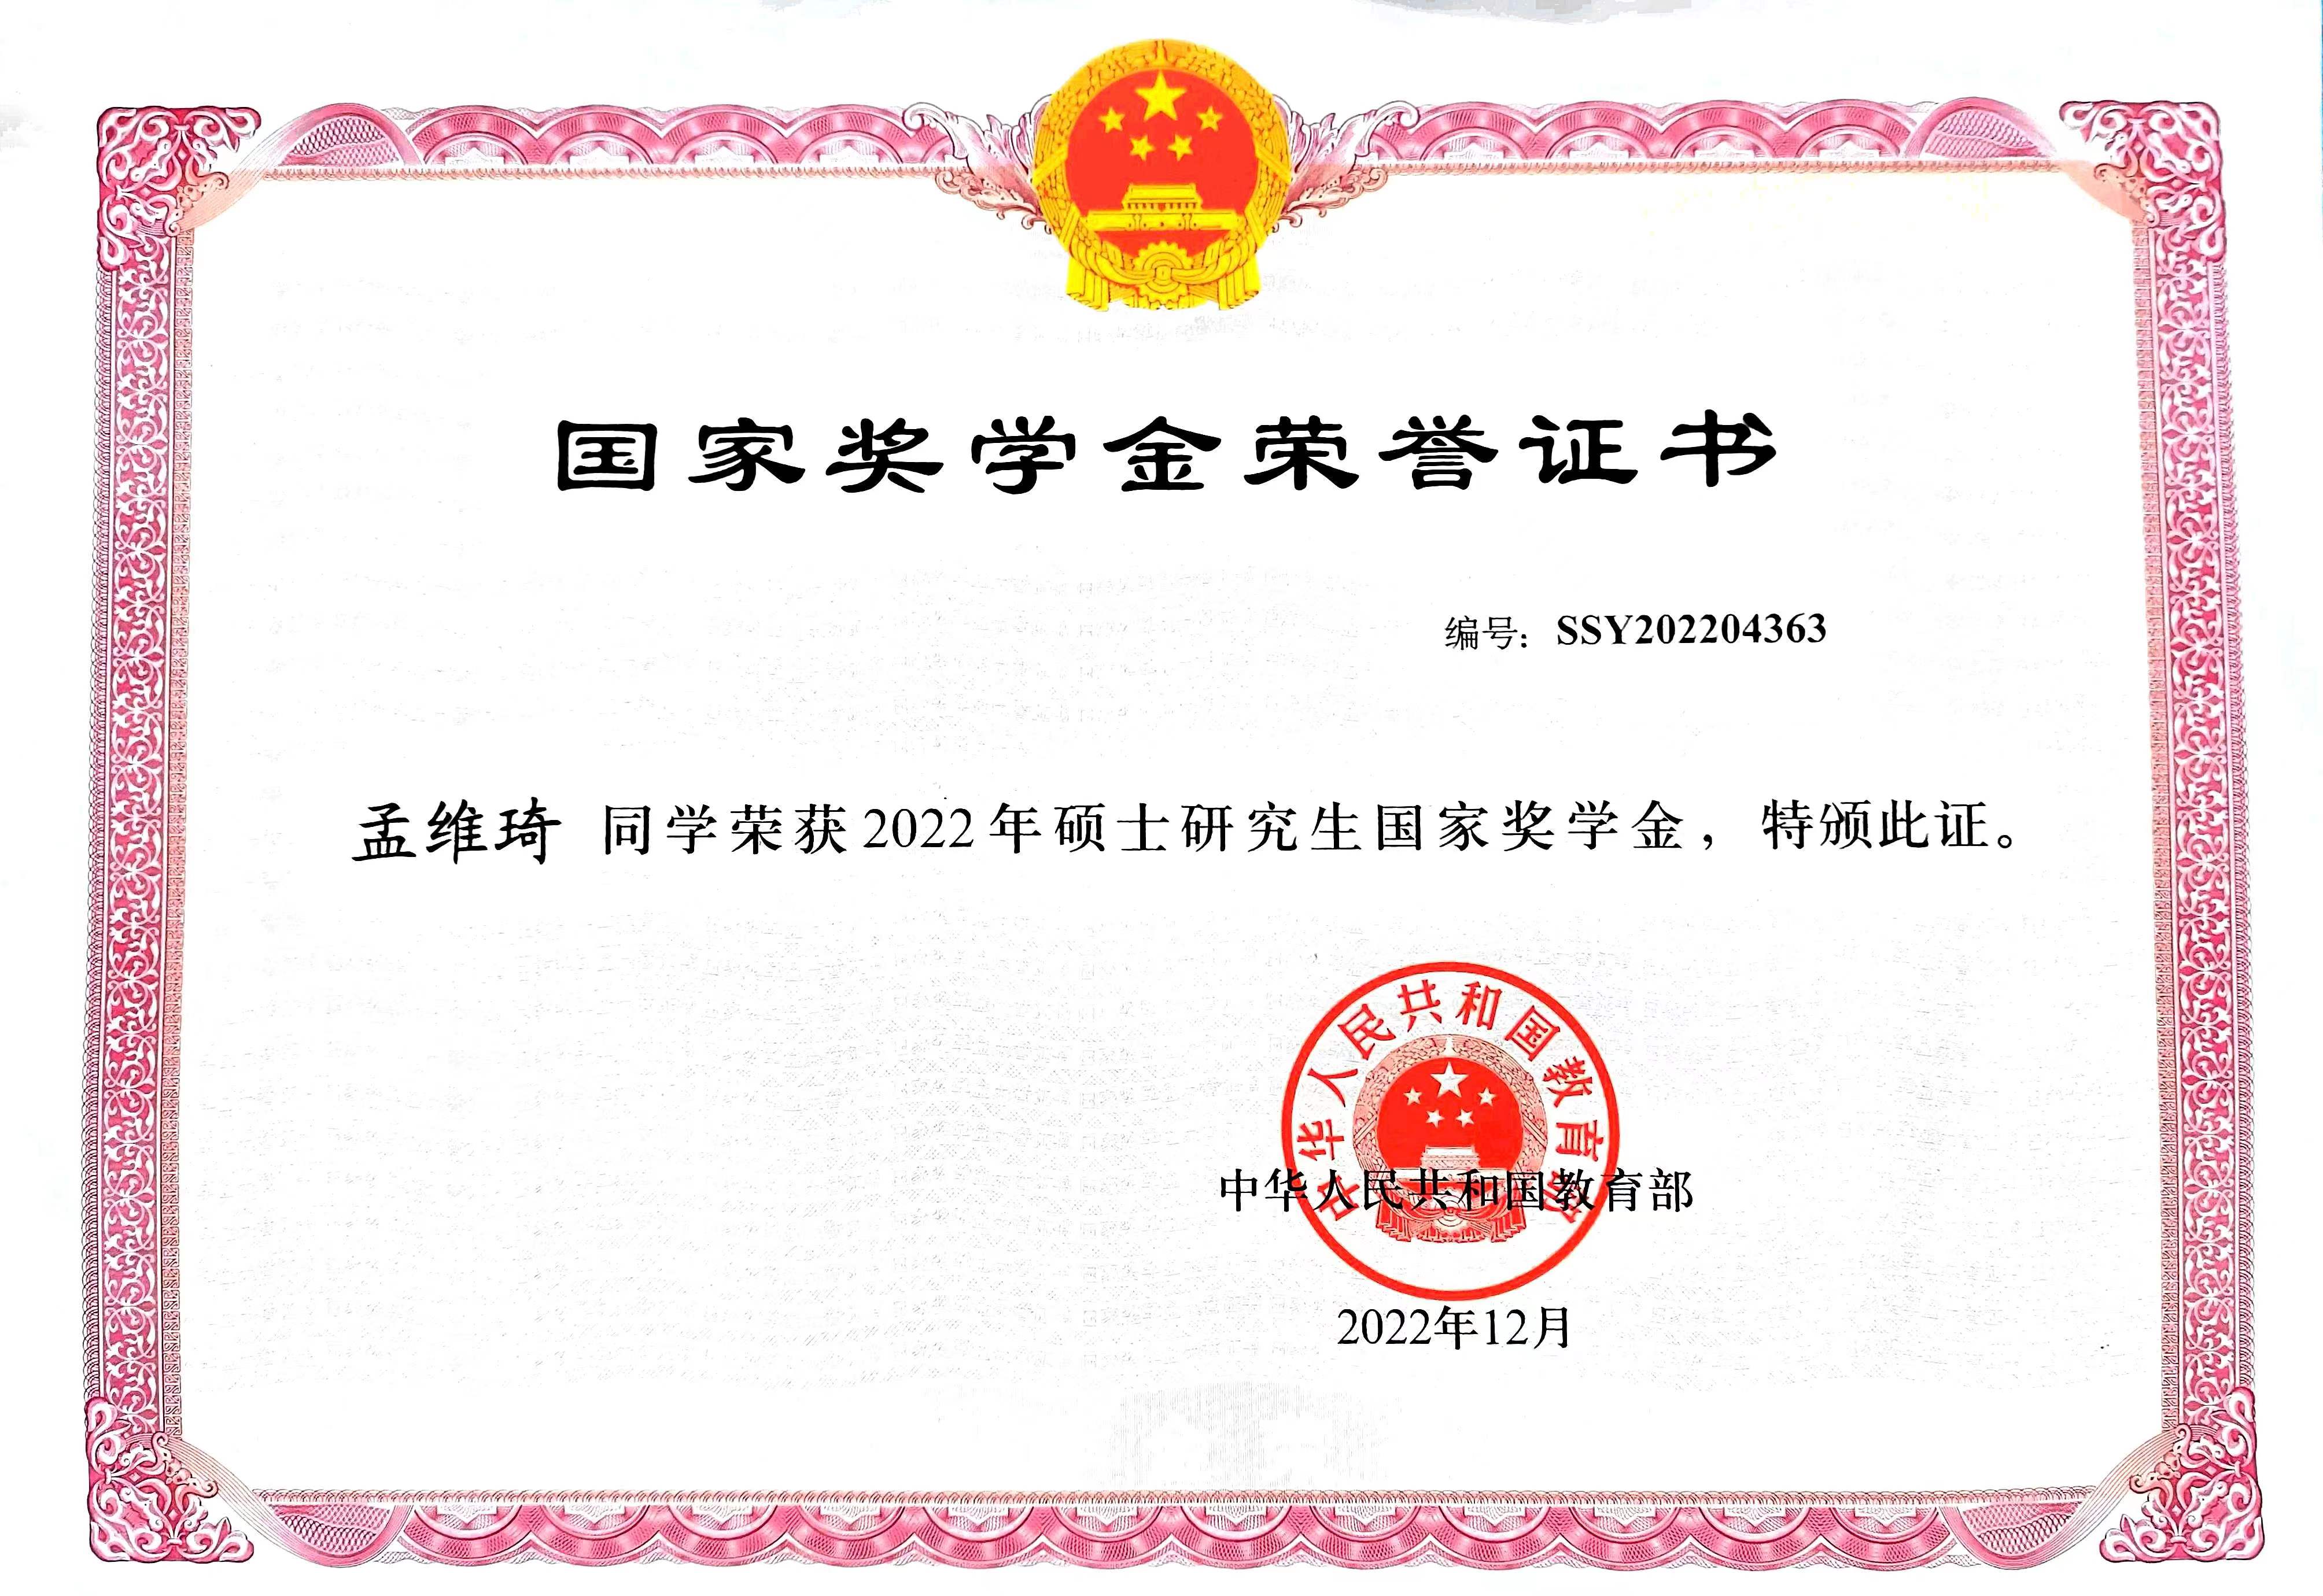 国家奖学金荣誉证书
编号：SSY202204363
孟维琦 同学荣获2022年硕士研究生国家奖学金，特颁此证。
中华人民共和国教育部
中华人民共和国教育部
2022年12月